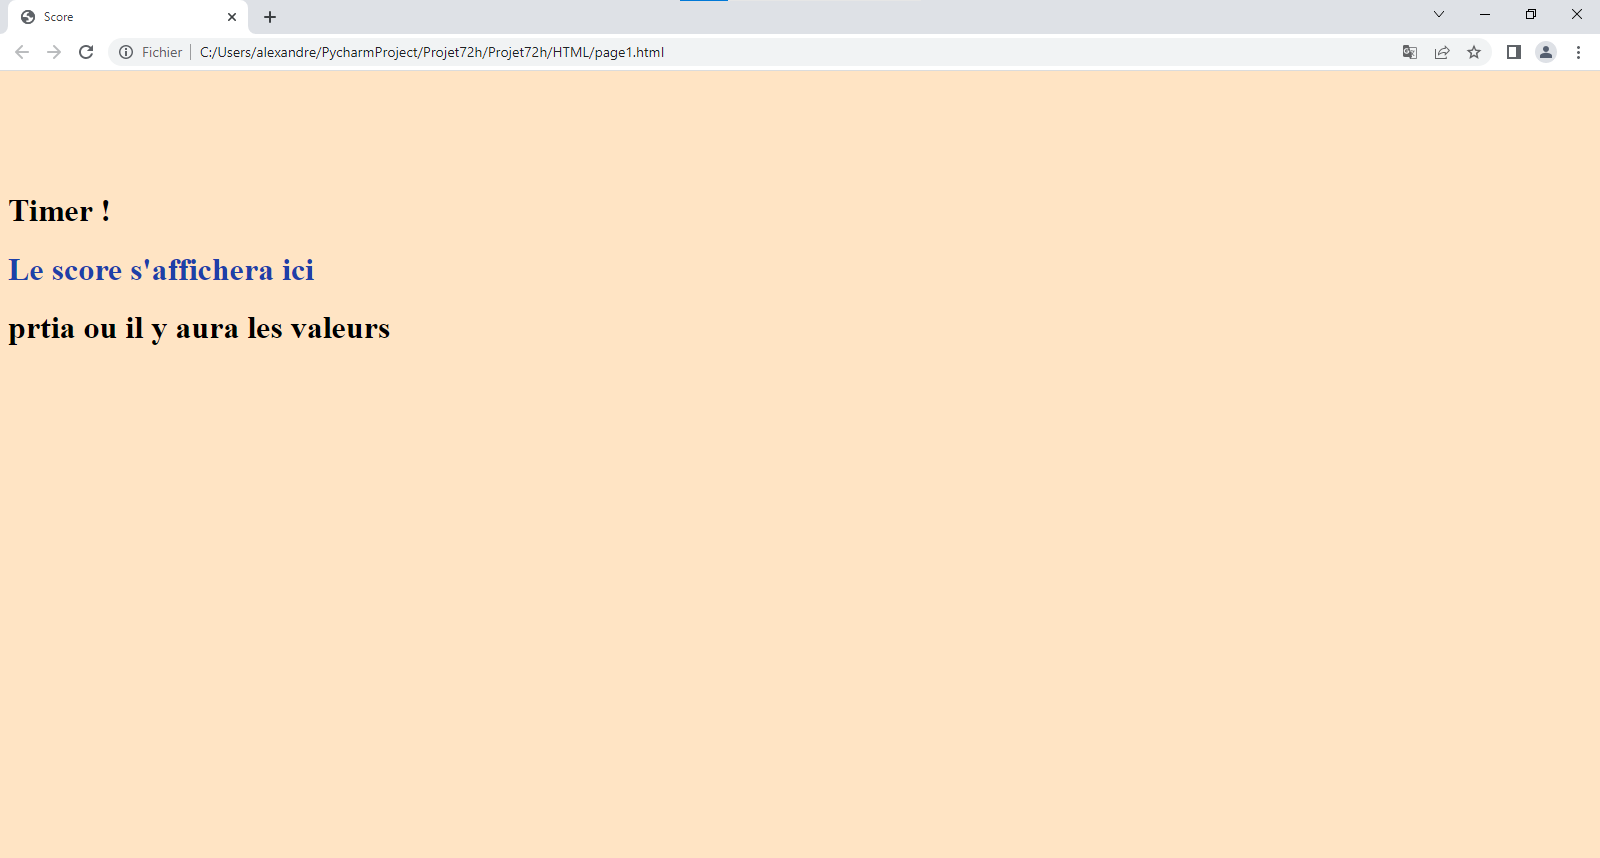 Score
Fichier
C:/Users/alexandre/PycharmProject/Projet72h/Projet72h/HTML/page1.html
Timer !
Le score s'affichera ici
prtia ou il y aura les valeurs